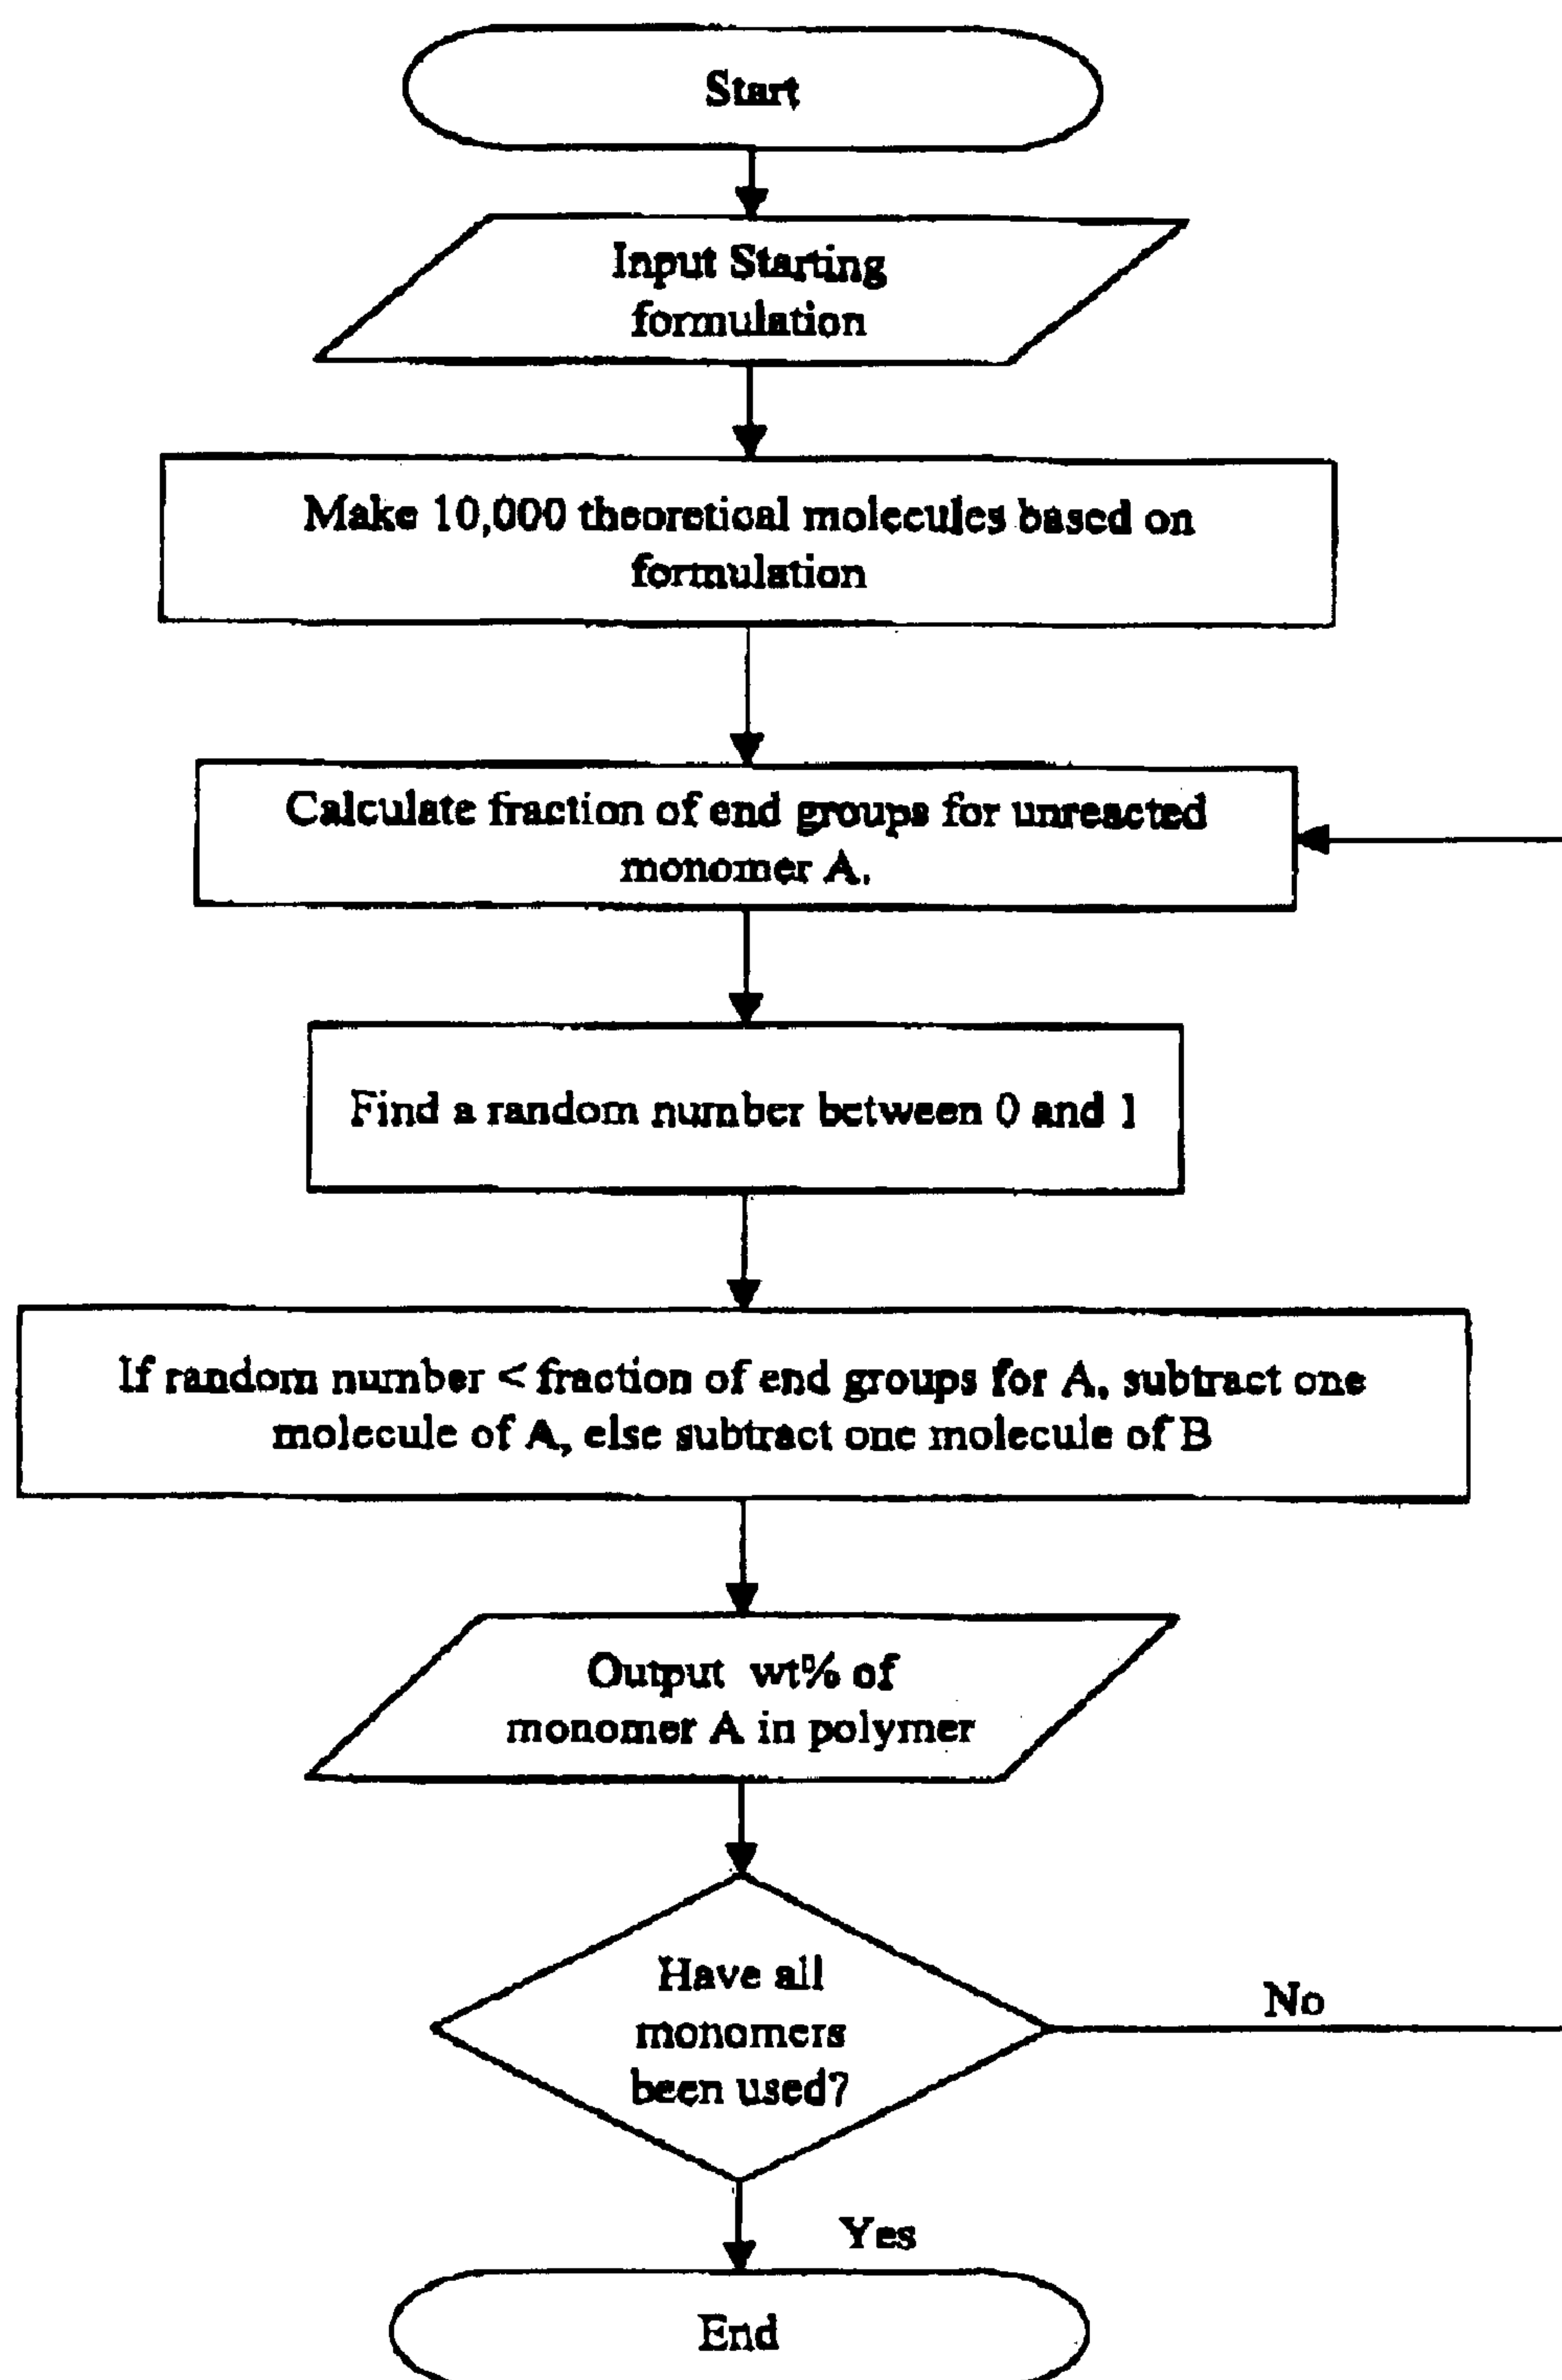 Start
Input Starting
formulation
Make 10,000 theoretical molecules based on
formulation
Calculate fraction of end groups for unreacted
monomer A.
Find a random number between 0 and 1
If random number < fraction of end groups for A, subtract one
molecule of A, else subtract one molecule of B
Output wt% of
monomer A in polymer
Have all
monomers
been used?
No
Yes
End